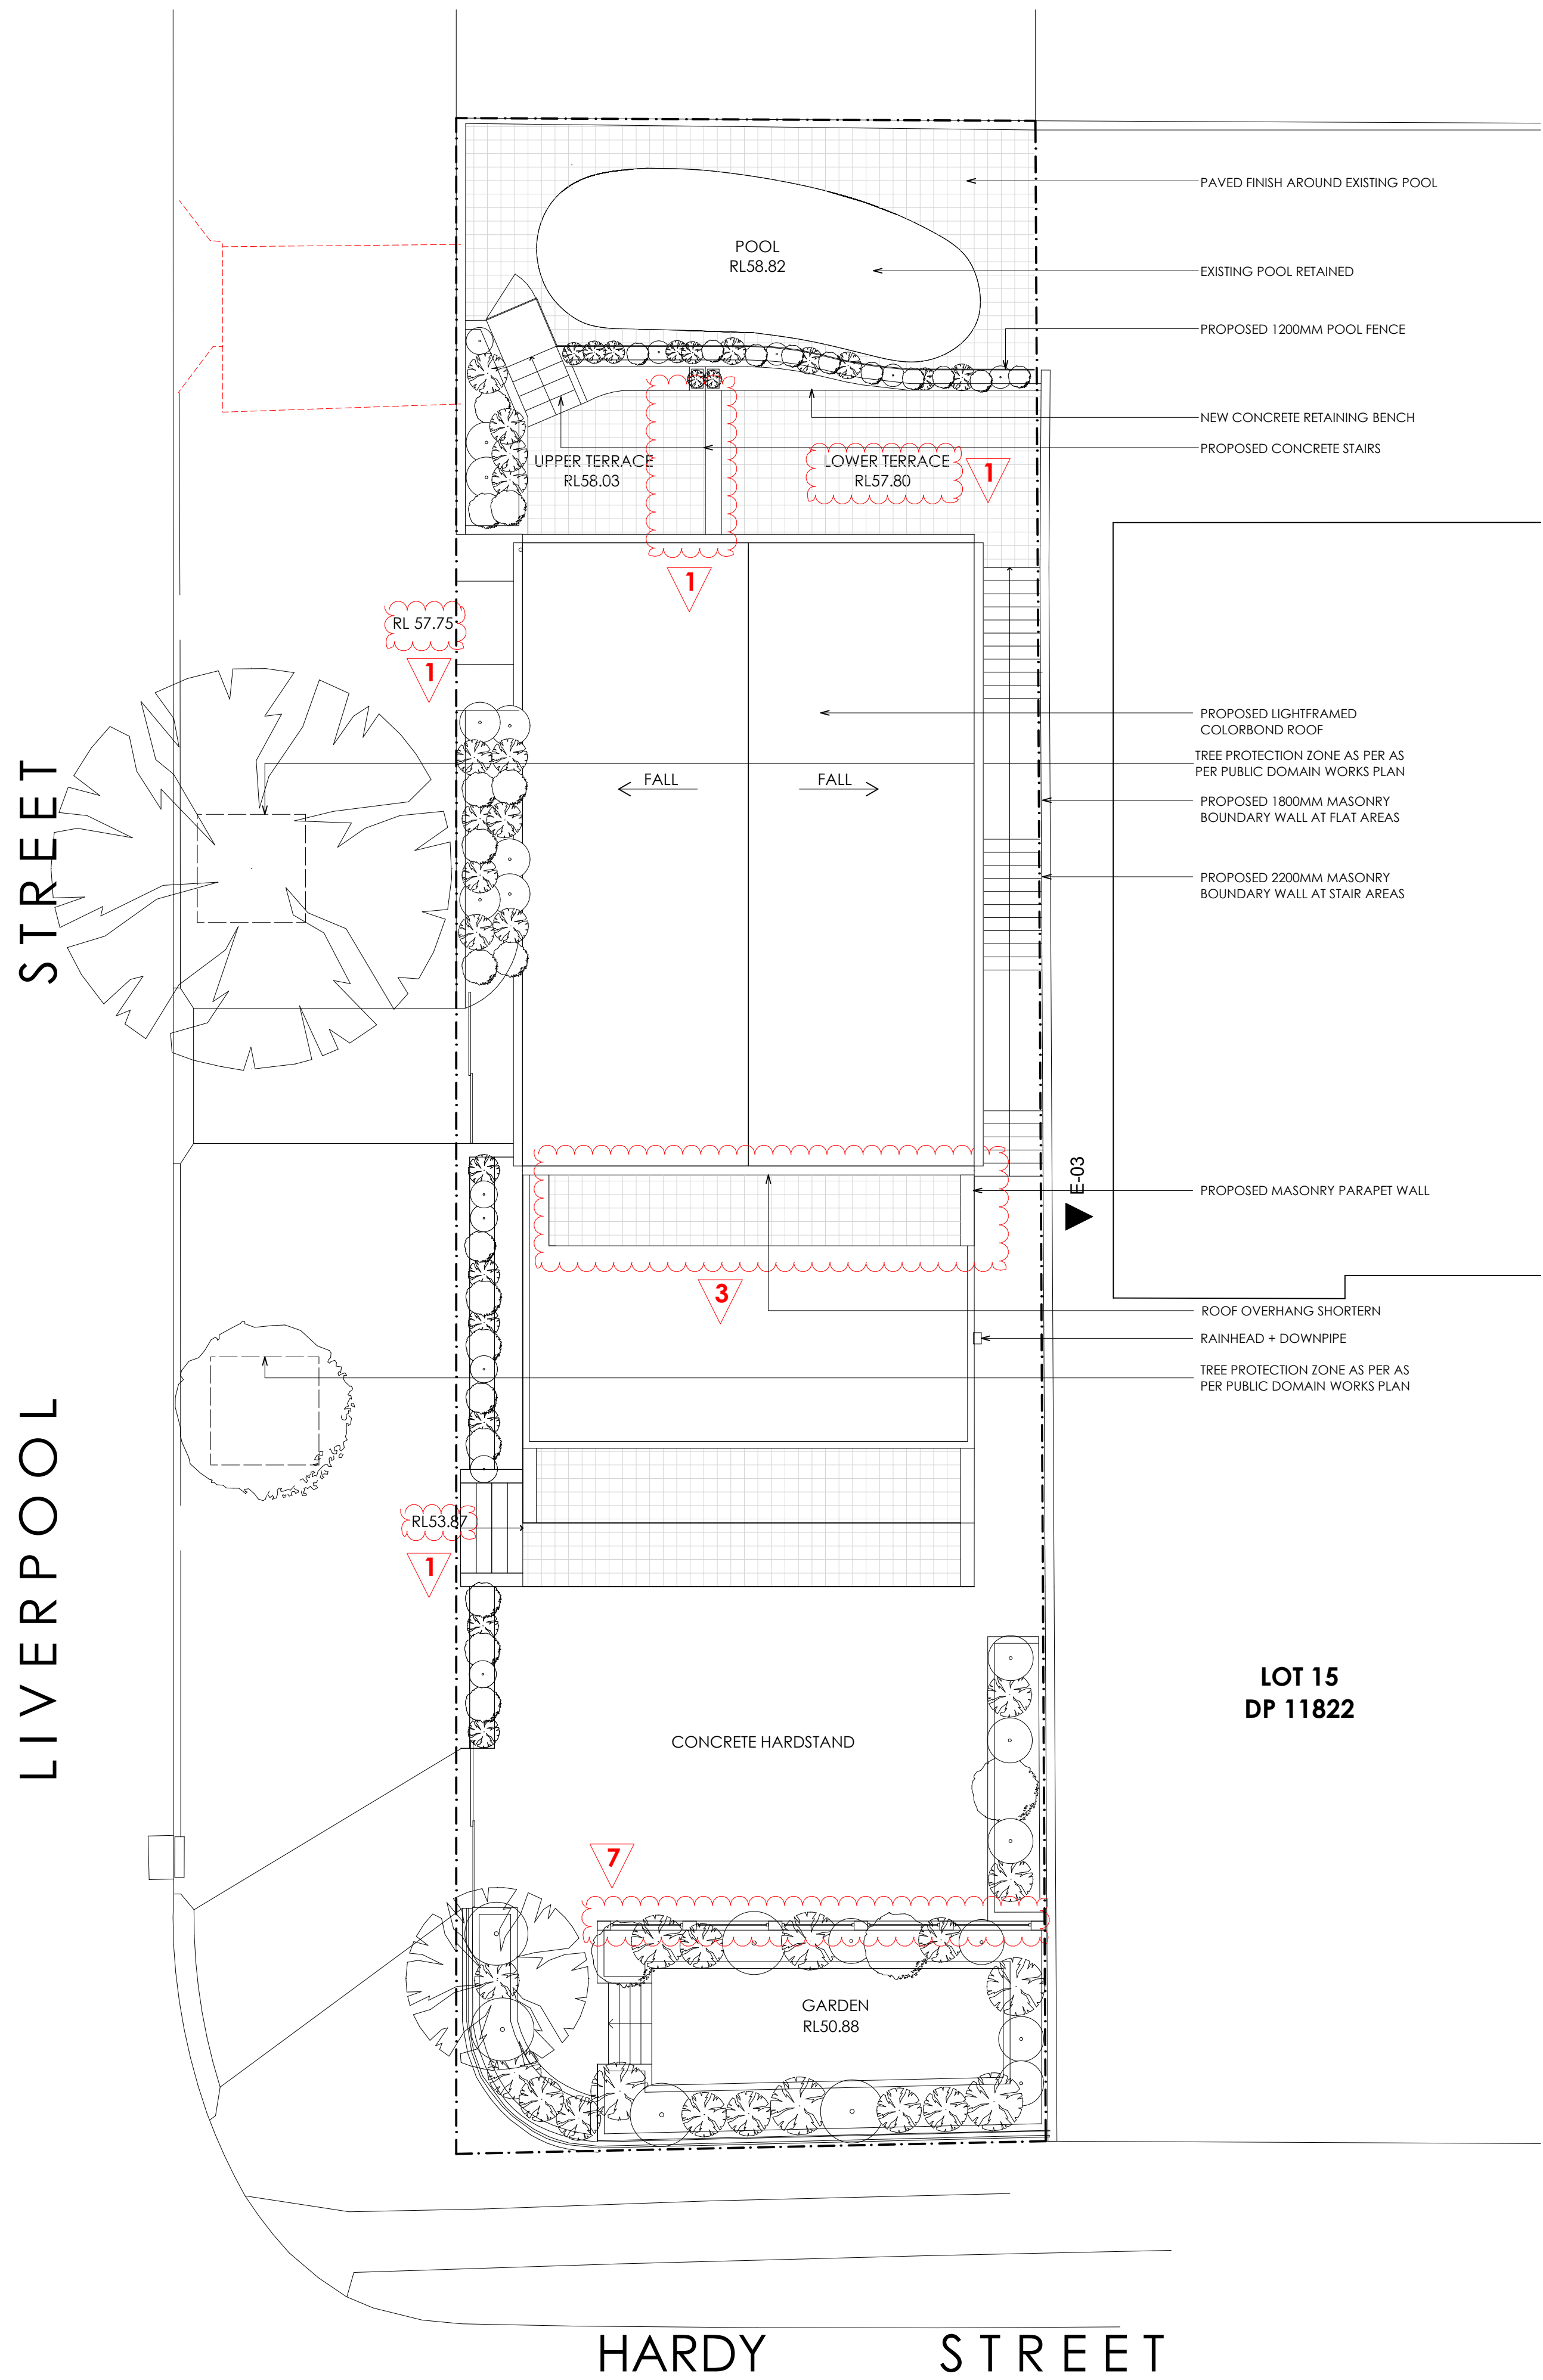 PAVED FINISH AROUND EXISTING POOL
POOL
RL58.82
EXISTING POOL RETAINED
PROPOSED 1200MM POOL FENCE
NEW CONCRETE RETAINING BENCH
PROPOSED CONCRETE STAIRS
UPPER TERRACE
RL58.03
LOWER TERRACE
RL57.80
1
1
RL 57.75
1
PROPOSED LIGHTFRAMED
COLORBOND ROOF
TREE PROTECTION ZONE AS PER AS
PER PUBLIC DOMAIN WORKS PLAN
FALL
FALL
PROPOSED 1800MM MASONRY
BOUNDARY WALL AT FLAT AREAS
PROPOSED 2200MM MASONRY
BOUNDARY WALL AT STAIR AREAS
E-03
PROPOSED MASONRY PARAPET WALL
3
ROOF OVERHANG SHORTERN
RAINHEAD + DOWNPIPE
TREE PROTECTION ZONE AS PER AS
PER PUBLIC DOMAIN WORKS PLAN
RL53.87
1
LOT 15
DP 11822
CONCRETE HARDSTAND
7
GARDEN
RL50.88
LIVERPOOL STREET
HARDY STREET